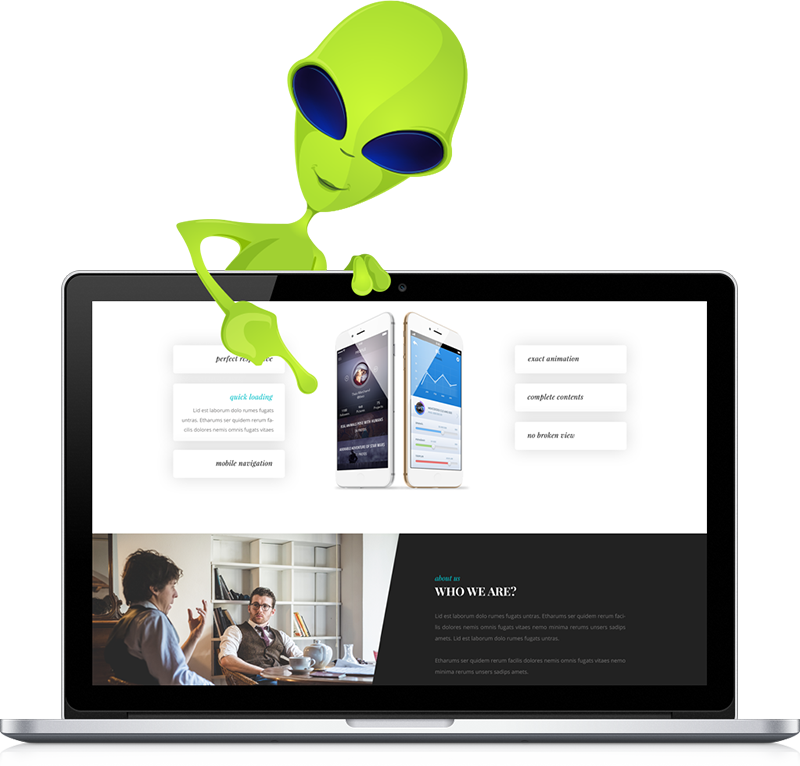 perfect
quick loading
Lid est laborum dolo rumes fugats
untras. Etharums ser quidem rerum fa-
cilis dolores nemis omnis fugats vitaes
mobile navigation
exact animation
complete contents
no broken view
about us
WHO WE ARE?
Lid est laborum dolo rumes fugats untras. Etharums ser quidem rerum faci-
lis dolores nemis omnis fugats vitaes nemo minima rerums unsers sadips
amets. Lid est laborum dolo rumes fugats untras.
Etharums ser quidem rerum facilis dolores nemis omnis fugats vitaes nemo
minima rerums unsers sadips amets.